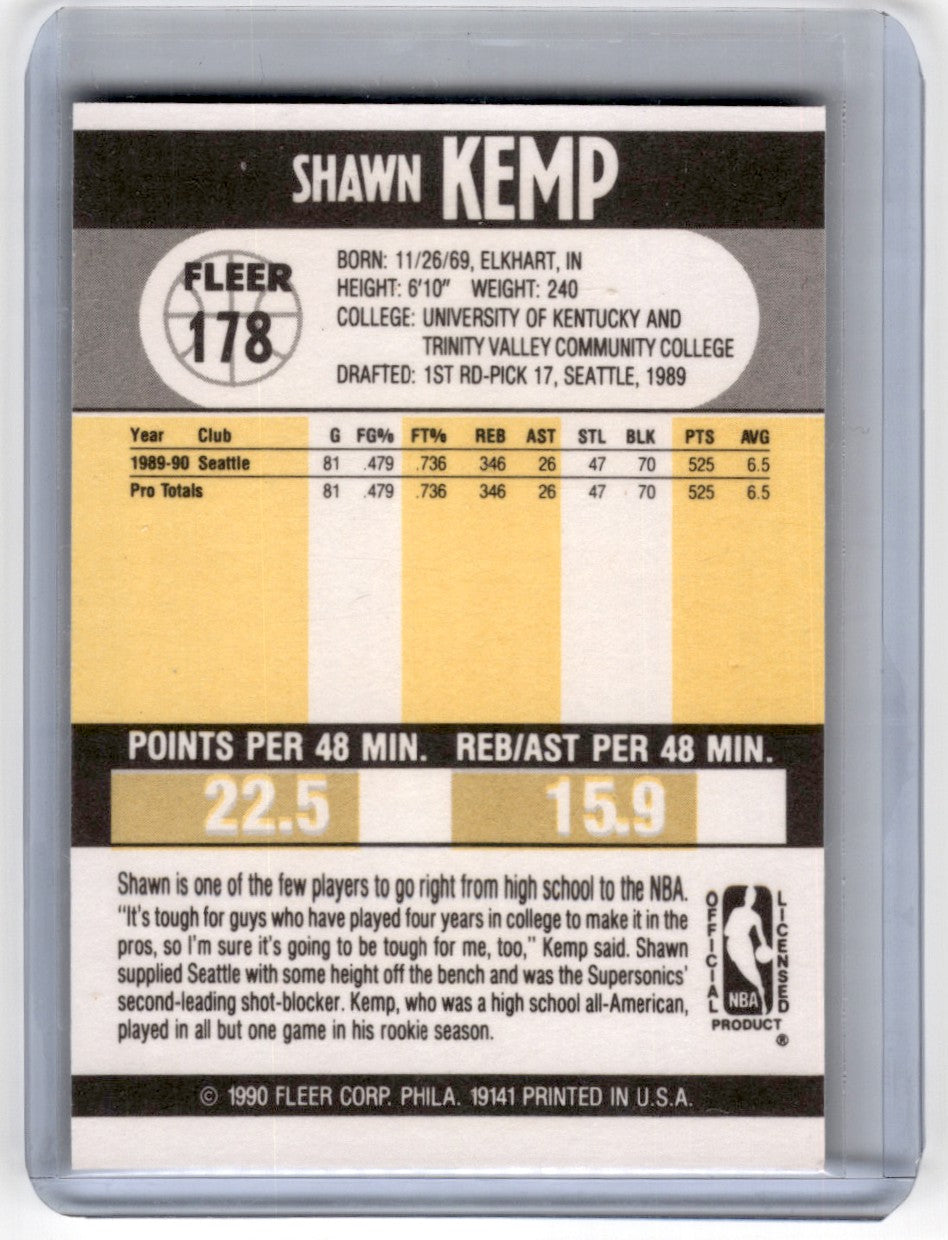 SHAWN KEMP
FLEER
178
BORN: 11/26/69, ELKHART, IN
HEIGHT: 6'10" WEIGHT: 240
COLLEGE: UNIVERSITY OF KENTUCKY AND
TRINITY VALLEY COMMUNITY COLLEGE
DRAFTED: 1ST RD-PICK 17, SEATTLE, 1989
Year Club G FG% FT% REB AST STL BLK PTS AVG
1989-90 Seattle 81 .479 .736 346 26 47 70 525 6.5
Pro Totals 81 .479 .736 346 26 47 70 525 6.5
POINTS PER 48 MIN. REB/AST PER 48 MIN.
22.5 15.9
Shawn is one of the few players to go right from high school to the NBA.
"It's tough for guys who have played four years in college to make it in the
pros, so I'm sure it's going to be tough for me, too," Kemp said. Shawn
supplied Seattle with some height off the bench and was the Supersonics'
second-leading shot-blocker. Kemp, who was a high school all-American,
played in all but one game in his rookie season.
OFFICIAL
LICENSED
NBA
PRODUCT
®
© 1990 FLEER CORP. PHILA. 19141 PRINTED IN U.S.A.